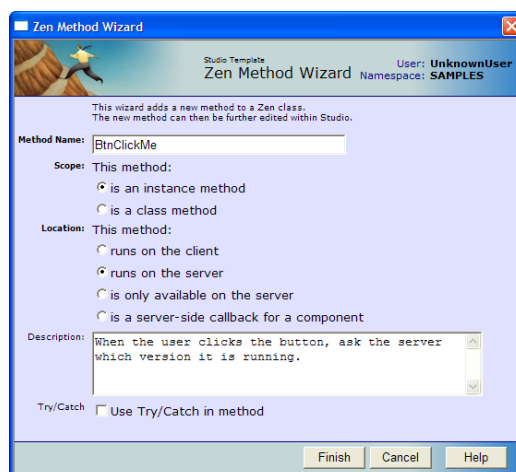 Zen Method Wizard
Studio Template
Zen Method Wizard
User: UnknownUser
Namespace: SAMPLES
This wizard adds a new method to a Zen class.
The new method can then be further edited within Studio.
Method Name: BtnClickMe
Scope: This method:
is an instance method
is a class method
Location: This method:
runs on the client
runs on the server
is only available on the server
is a server-side callback for a component
Description: When the user clicks the button, ask the server
which version it is running.
Try/Catch Use Try/Catch in method
Finish Cancel Help